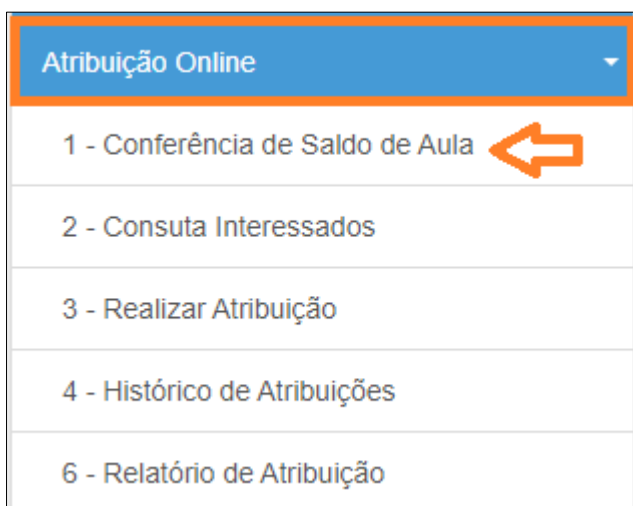 Atribuição Online
1 - Conferência de Saldo de Aula
2 - Consuta Interessados
3 - Realizar Atribuição
4 - Histórico de Atribuições
6 - Relatório de Atribuição